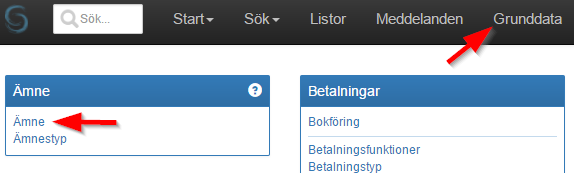 Sök... Start Sök Listor Meddelanden Grunddata
Ämne ?
Ämne
Ämnestyp
Betalningar
Bokföring
Betalningsfunktioner
Betalningstyp